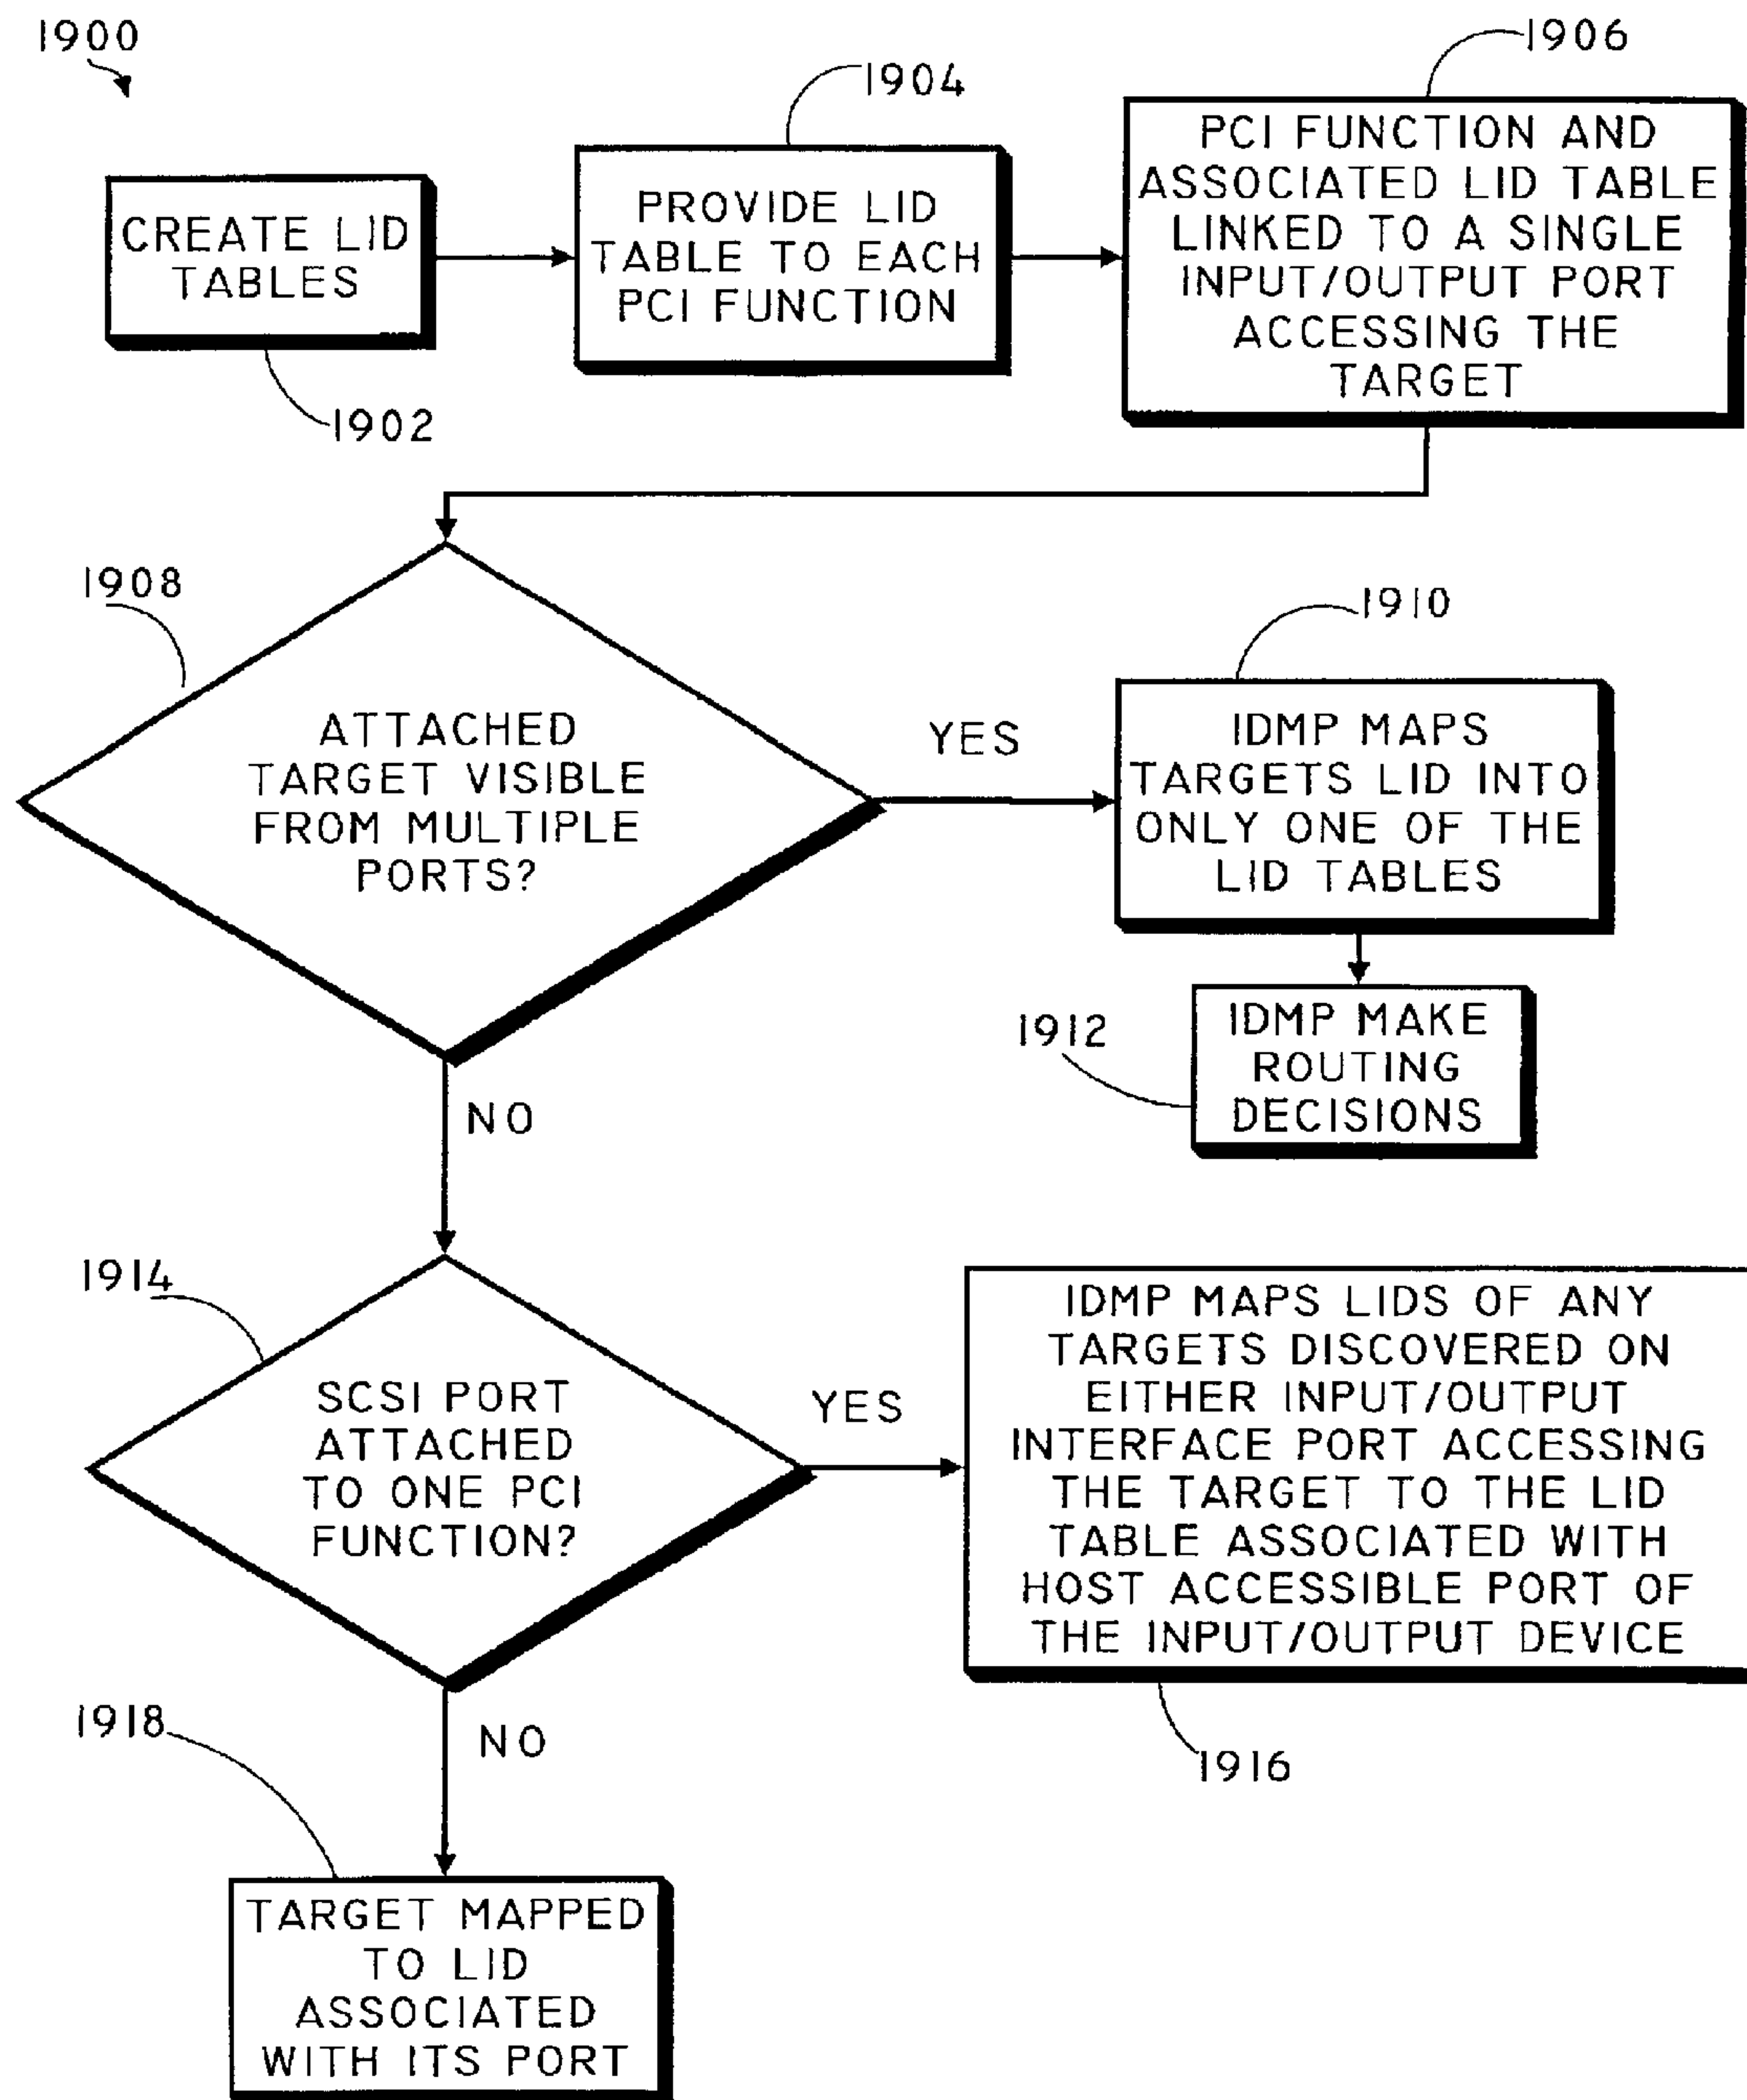 1900
1904
1906
CREATE LID
TABLES
1902
PROVIDE LID
TABLE TO EACH
PCI FUNCTION
PCI FUNCTION AND
ASSOCIATED LID TABLE
LINKED TO A SINGLE
INPUT/OUTPUT PORT
ACCESSING THE
TARGET
1908
ATTACHED
TARGET VISIBLE
FROM MULTIPLE
PORTS?
YES
1910
IDMP MAPS
TARGETS LID INTO
ONLY ONE OF THE
LID TABLES
1912
IDMP MAKE
ROUTING
DECISIONS
NO
1914
SCSI PORT
ATTACHED
TO ONE PCI
FUNCTION?
YES
IDMP MAPS LIDS OF ANY
TARGETS DISCOVERED ON
EITHER INPUT/OUTPUT
INTERFACE PORT ACCESSING
THE TARGET TO THE LID
TABLE ASSOCIATED WITH
HOST ACCESSIBLE PORT OF
THE INPUT/OUTPUT DEVICE
1916
NO
1918
TARGET MAPPED
TO LID
ASSOCIATED
WITH ITS PORT